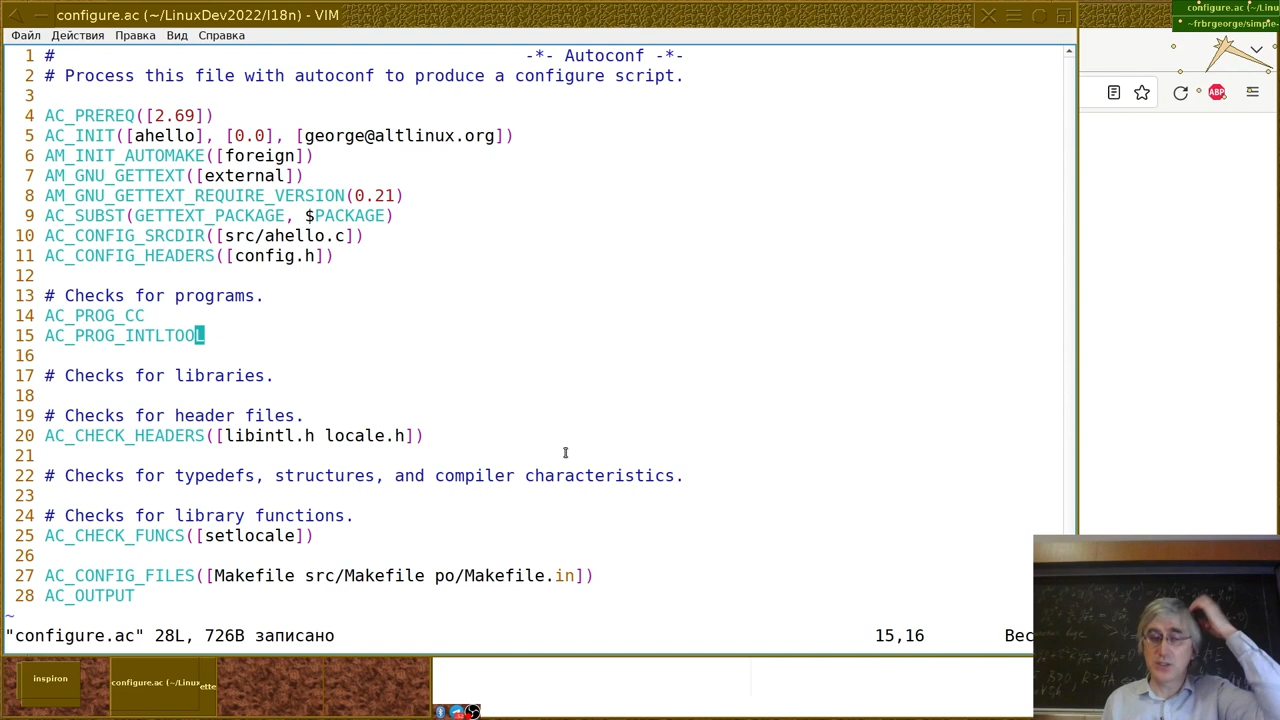 configure.ac (~/LinuxDev2022/I18n) - VIM
configure.ac (~/Linu
~frbrgeorge/simple-
Файл Действия Правка Вид Справка
ABP
1 # -*- Autoconf -*-
2 # Process this file with autoconf to produce a configure script.
3
4 AC_PREREQ([2.69])
5 AC_INIT([ahello], [0.0], [george@altlinux.org])
6 AM_INIT_AUTOMAKE([foreign])
7 AM_GNU_GETTEXT([external])
8 AM_GNU_GETTEXT_REQUIRE_VERSION(0.21)
9 AC_SUBST(GETTEXT_PACKAGE, $PACKAGE)
10 AC_CONFIG_SRCDIR([src/ahello.c])
11 AC_CONFIG_HEADERS([config.h])
12
13 # Checks for programs.
14 AC_PROG_CC
15 AC_PROG_INTLTOOL
16
17 # Checks for libraries.
18
19 # Checks for header files.
20 AC_CHECK_HEADERS([libintl.h locale.h])
21
22 # Checks for typedefs, structures, and compiler characteristics.
23
24 # Checks for library functions.
25 AC_CHECK_FUNCS([setlocale])
26
27 AC_CONFIG_FILES([Makefile src/Makefile po/Makefile.in])
28 AC_OUTPUT
~
"configure.ac" 28L, 726B записано 15,16 Вес
inspiron
configure.ac (~/Linux